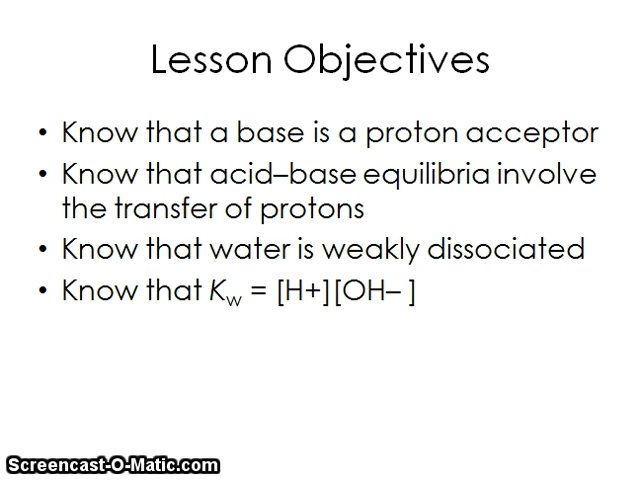 Lesson Objectives
• Know that a base is a proton acceptor
• Know that acid–base equilibria involve
the transfer of protons
• Know that water is weakly dissociated
• Know that Kw = [H+][OH– ]
Screencast-O-Matic.com